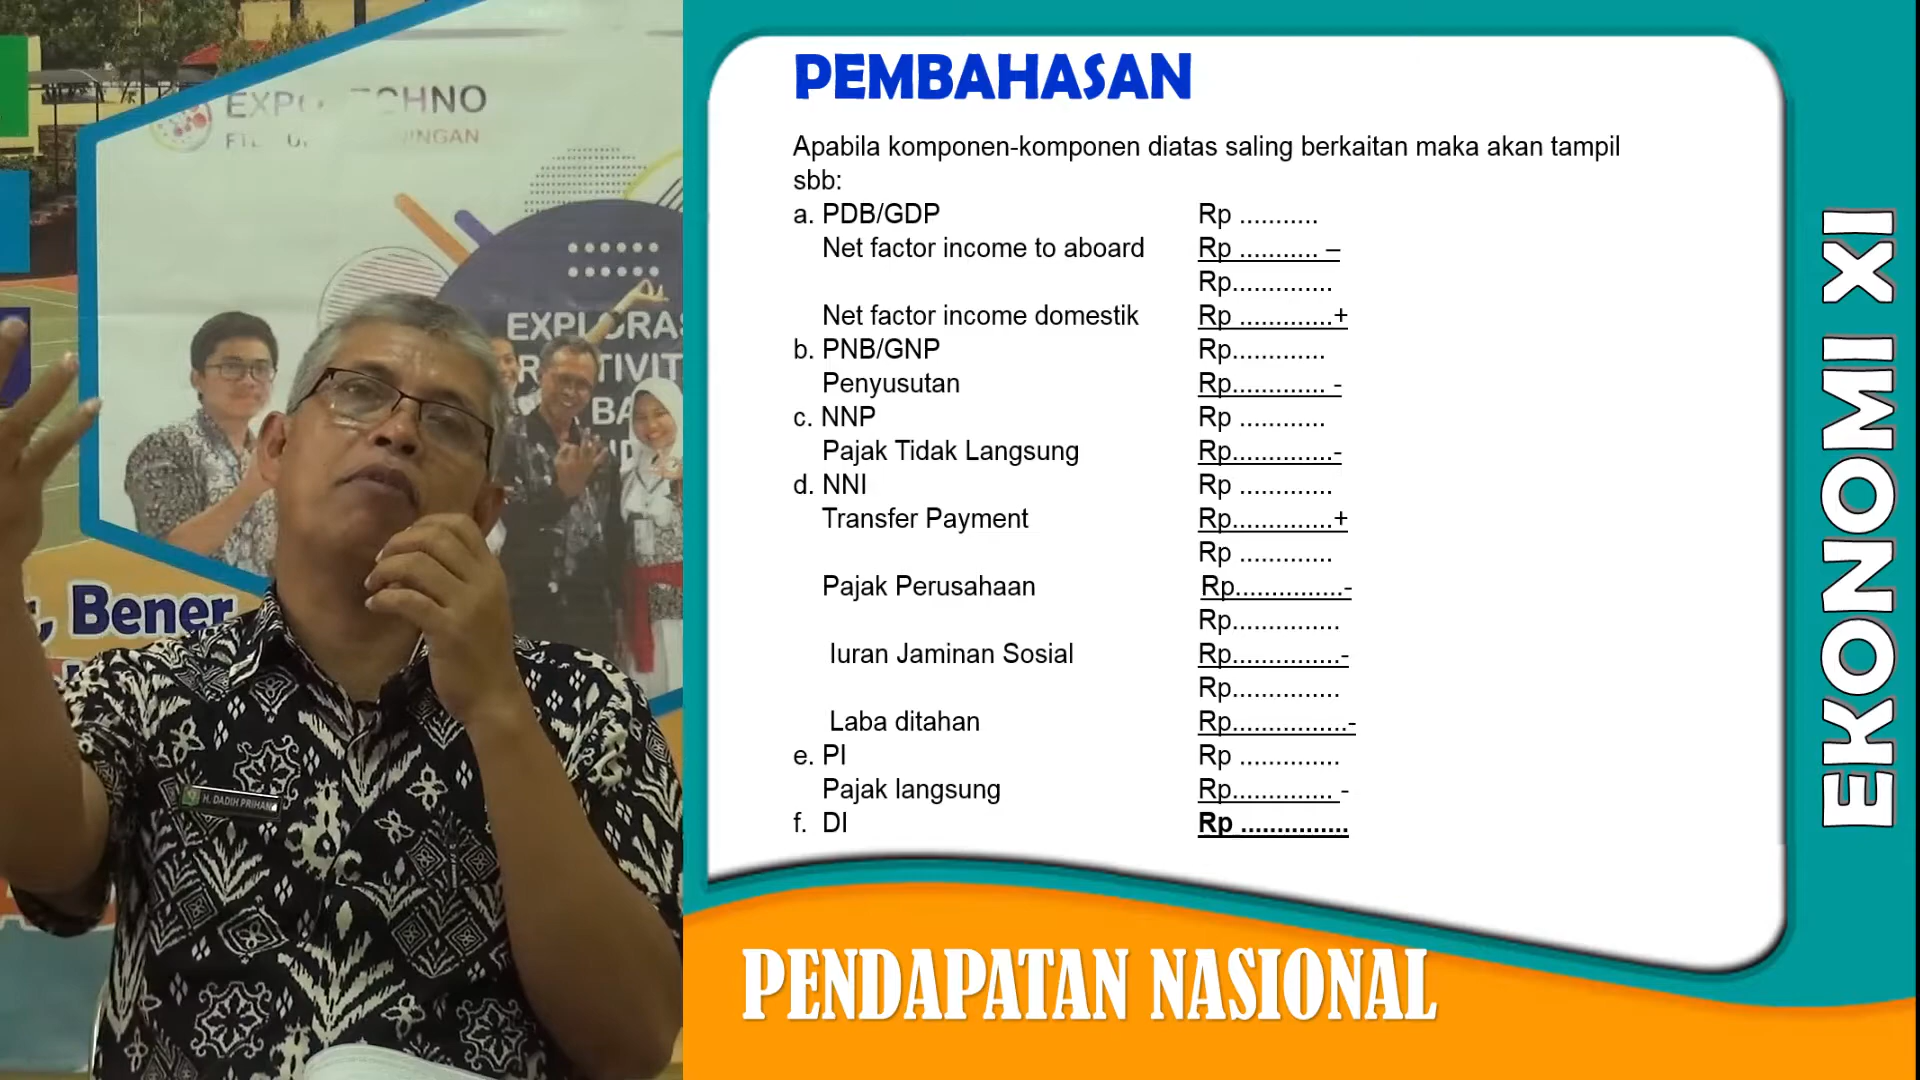 EXPO TECHNO
EXPLORAS
, Bener
H. DADIH PRIHAN
PEMBAHASAN
Apabila komponen-komponen diatas saling berkaitan maka akan tampil
sbb:
a. PDB/GDP Rp ...........
Net factor income to aboard Rp ........... –
Rp..............
Net factor income domestik Rp .............+
b. PNB/GNP Rp.............
Penyusutan Rp............. -
c. NNP Rp ............
Pajak Tidak Langsung Rp..............-
d. NNI Rp .............
Transfer Payment Rp..............+
Rp .............
Pajak Perusahaan Rp...............-
Rp...............
Iuran Jaminan Sosial Rp...............-
Rp...............
Laba ditahan Rp................-
e. PI Rp ..............
Pajak langsung Rp.............. -
f. DI Rp ...............
PENDAPATAN NASIONAL
EKONOMI XI